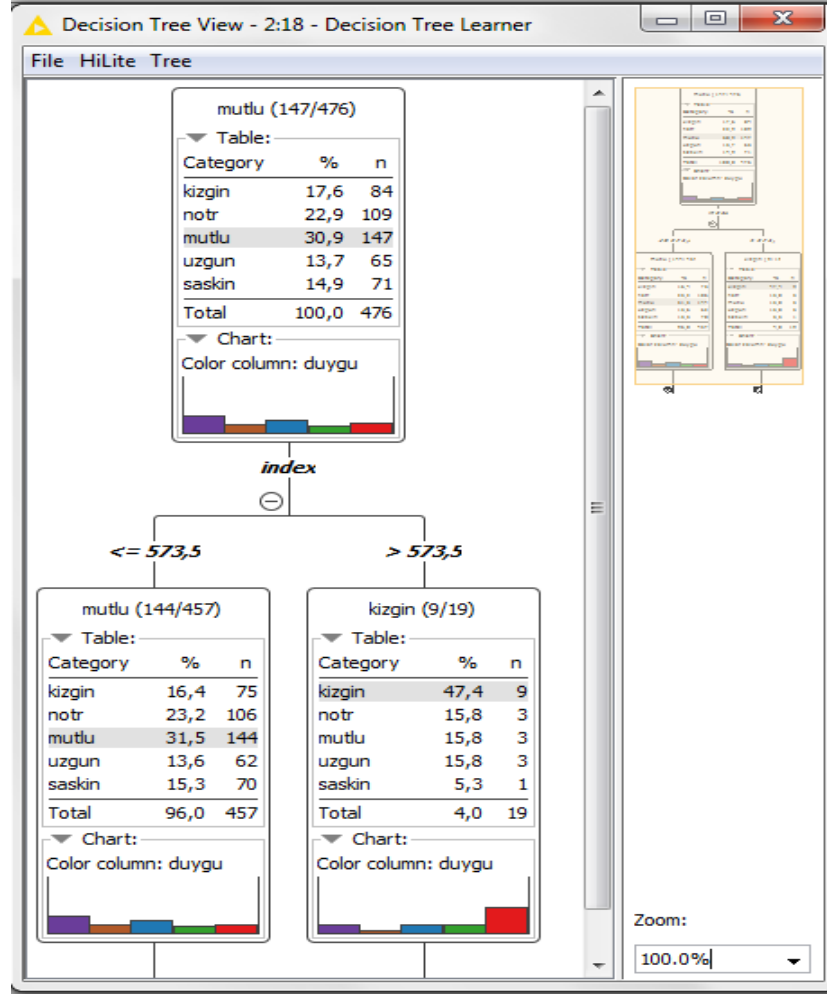 Decision Tree View - 2:18 - Decision Tree Learner
File HiLite Tree
mutlu (147/476)
Table:
Category % n
kizgin 17,6 84
notr 22,9 109
mutlu 30,9 147
uzgun 13,7 65
saskin 14,9 71
Total 100,0 476
Chart:
Color column: duygu
index
<= 573,5
> 573,5
mutlu (144/457)
Table:
Category % n
kizgin 16,4 75
notr 23,2 106
mutlu 31,5 144
uzgun 13,6 62
saskin 15,3 70
Total 96,0 457
Chart:
Color column: duygu
kizgin (9/19)
Table:
Category % n
kizgin 47,4 9
notr 15,8 3
mutlu 15,8 3
uzgun 15,8 3
saskin 5,3 1
Total 4,0 19
Chart:
Color column: duygu
Zoom:
100.0%